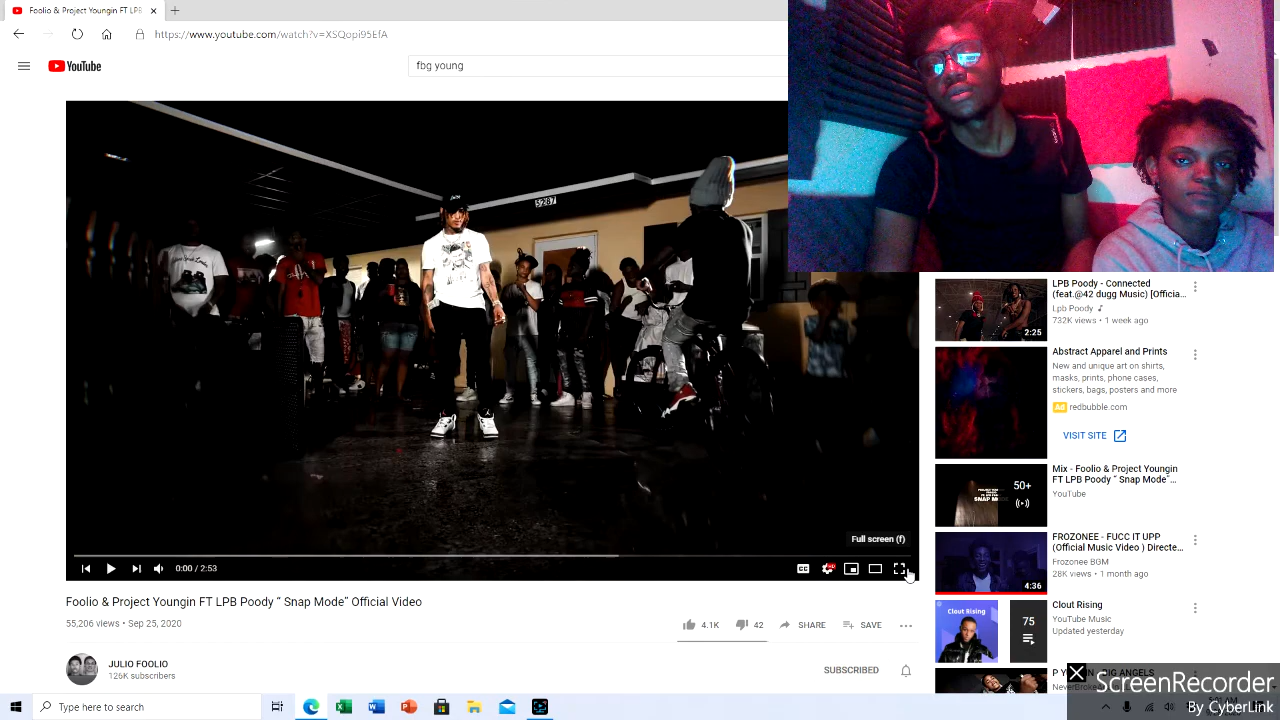 Foolio & Project Youngin FT LPB
https://www.youtube.com/watch?v=XSQopi95EfA
YouTube
fbg young
5287
Full screen (f)
0:00 / 2:53
Foolio & Project Youngin FT LPB Poody " Snap Mode" Official Video
55,206 views • Sep 25, 2020
4.1K
42
SHARE
SAVE
JULIO FOOLIO
126K subscribers
SUBSCRIBED
LPB Poody - Connected
(feat.@42 dugg Music) [Officia...
Lpb Poody
732K views • 1 week ago
2:25
Abstract Apparel and Prints
New and unique art on shirts,
masks, prints, phone cases,
stickers, bags, posters and more
Ad redbubble.com
VISIT SITE
Mix - Foolio & Project Youngin
FT LPB Poody " Snap Mode"...
YouTube
50+
FROZONEE - FUCC IT UPP
(Official Music Video ) Directe...
Frozonee BGM
28K views • 1 month ago
4:36
Clout Rising
Clout Rising
YouTube Music
Updated yesterday
75
ScreenRecorder
By CyberLink
Type here to search